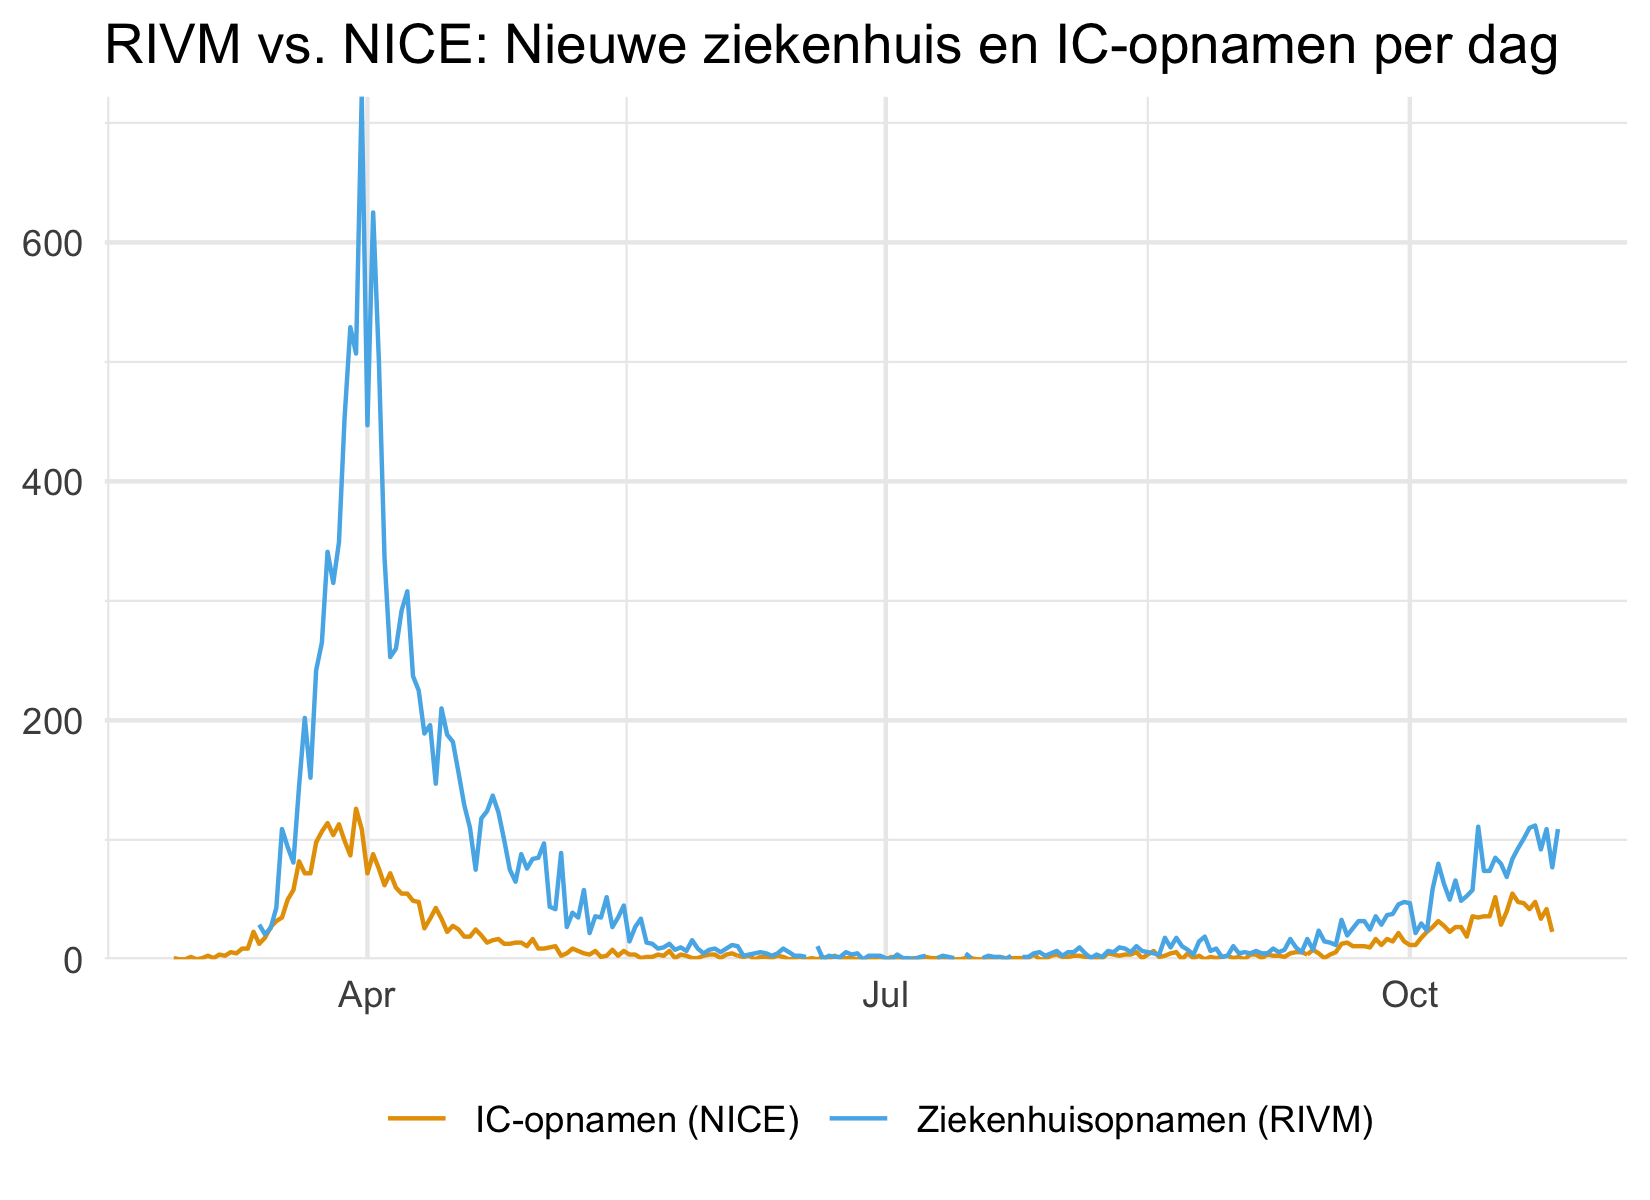 RIVM vs. NICE: Nieuwe ziekenhuis en IC-opnamen per dag
600
400
200
0
Apr Jul Oct
IC-opnamen (NICE) Ziekenhuisopnamen (RIVM)